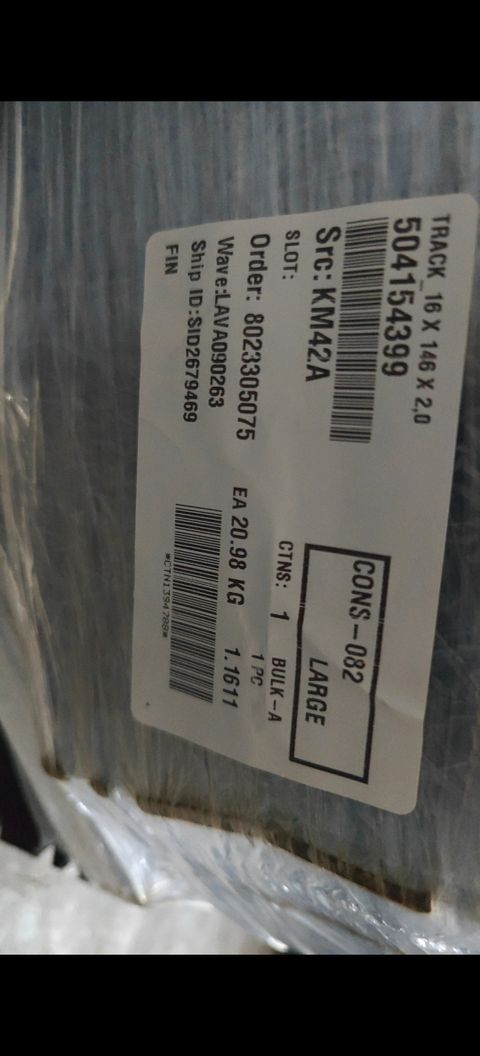 TRACK_16 X 146 X 2,0
504154399
Src: KM42A
SLOT:
Order: 8023305075
Wave:LAVA090263
Ship ID:SID2679469
FIN
CONS-082
LARGE
CTNS: 1 BULK-A
1 PC
EA 20.98 KG 1.1611
*CTN1394788*